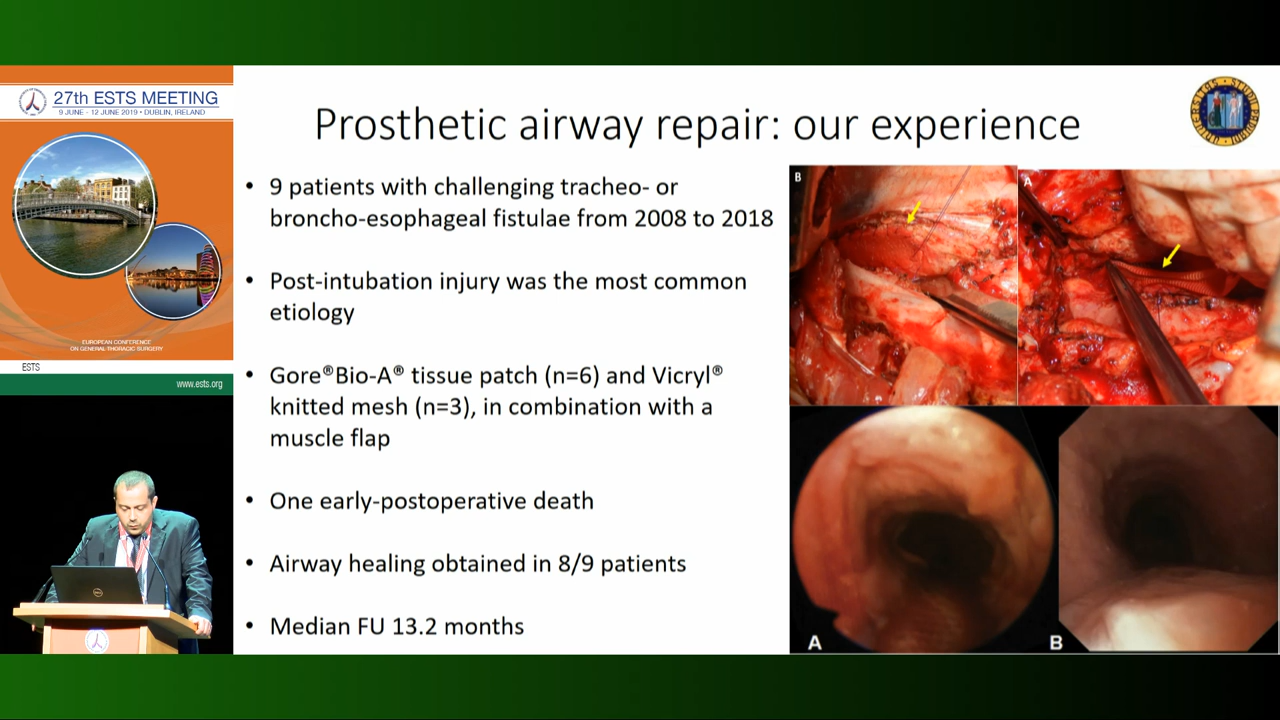 27th ESTS MEETING
9 JUNE - 12 JUNE 2019 • DUBLIN, IRELAND
EUROPEAN CONFERENCE
ON GENERAL THORACIC SURGERY
ESTS
www.ests.org
Prosthetic airway repair: our experience
• 9 patients with challenging tracheo- or
broncho-esophageal fistulae from 2008 to 2018
• Post-intubation injury was the most common
etiology
• Gore®Bio-A® tissue patch (n=6) and Vicryl®
knitted mesh (n=3), in combination with a
muscle flap
• One early-postoperative death
• Airway healing obtained in 8/9 patients
• Median FU 13.2 months
B
A
A
B